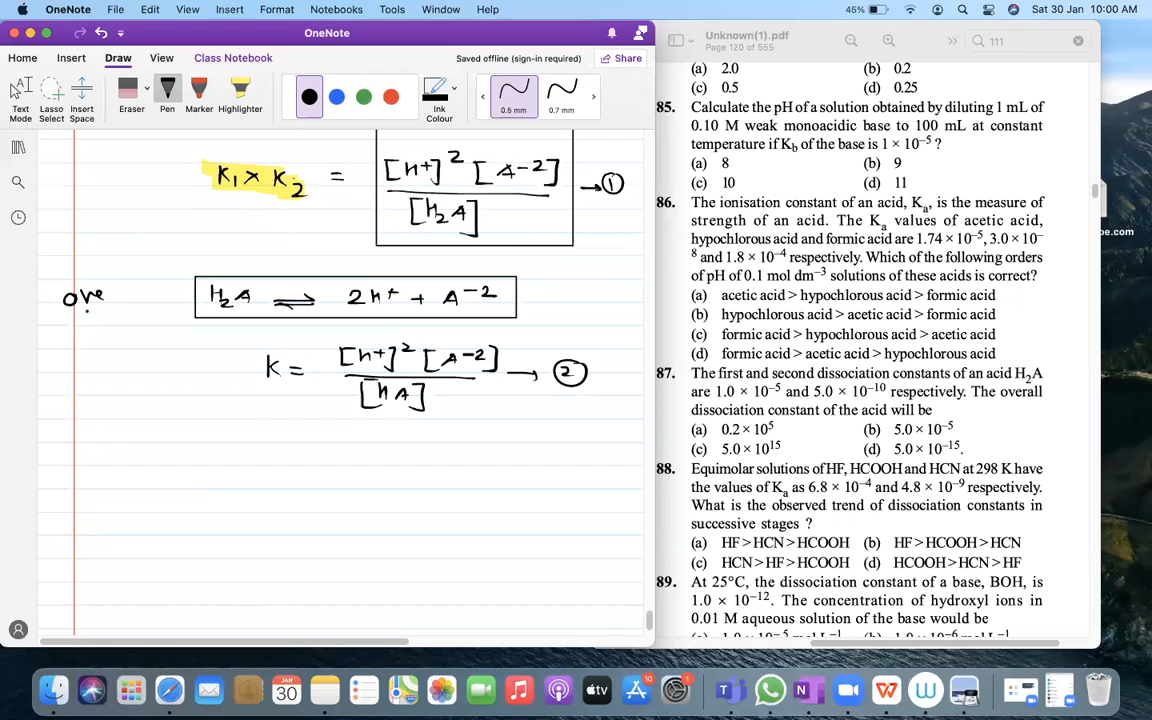 OneNote File Edit View Insert Format Notebooks Tools Window Help 45% Sat 30 Jan 10:00 AM
OneNote
Home Insert Draw View Class Notebook Saved offline (sign-in required) Share
Text Mode Lasso Select Insert Space Eraser Pen Marker Highlighter Ink Colour 0.5 mm 0.7 mm
K1 × K2 = [h+]² [A-2] / [H2A] → ①
ove H2A ⇌ 2h+ + A-2
K = [h+]² [A-2] / [hA] → ②
Unknown(1).pdf
Page 120 of 555
111
(a) 2.0 (b) 0.2
(c) 0.5 (d) 0.25
85. Calculate the pH of a solution obtained by diluting 1 mL of
0.10 M weak monoacidic base to 100 mL at constant
temperature if Kb of the base is 1 × 10⁻⁵ ?
(a) 8 (b) 9
(c) 10 (d) 11
86. The ionisation constant of an acid, Ka, is the measure of
strength of an acid. The Ka values of acetic acid,
hypochlorous acid and formic acid are 1.74 × 10⁻⁵, 3.0 × 10⁻
⁸ and 1.8 × 10⁻⁴ respectively. Which of the following orders
of pH of 0.1 mol dm⁻³ solutions of these acids is correct?
(a) acetic acid > hypochlorous acid > formic acid
(b) hypochlorous acid > acetic acid > formic acid
(c) formic acid > hypochlorous acid > acetic acid
(d) formic acid > acetic acid > hypochlorous acid
87. The first and second dissociation constants of an acid H2A
are 1.0 × 10⁻⁵ and 5.0 × 10⁻¹⁰ respectively. The overall
dissociation constant of the acid will be
(a) 0.2 × 10⁵ (b) 5.0 × 10⁻⁵
(c) 5.0 × 10¹⁵ (d) 5.0 × 10⁻¹⁵.
88. Equimolar solutions of HF, HCOOH and HCN at 298 K have
the values of Ka as 6.8 × 10⁻⁴ and 4.8 × 10⁻⁹ respectively.
What is the observed trend of dissociation constants in
successive stages ?
(a) HF > HCN > HCOOH (b) HF > HCOOH > HCN
(c) HCN > HF > HCOOH (d) HCOOH > HCN > HF
89. At 25°C, the dissociation constant of a base, BOH, is
1.0 × 10⁻¹². The concentration of hydroxyl ions in
0.01 M aqueous solution of the base would be
JAN 30 tv 10 1